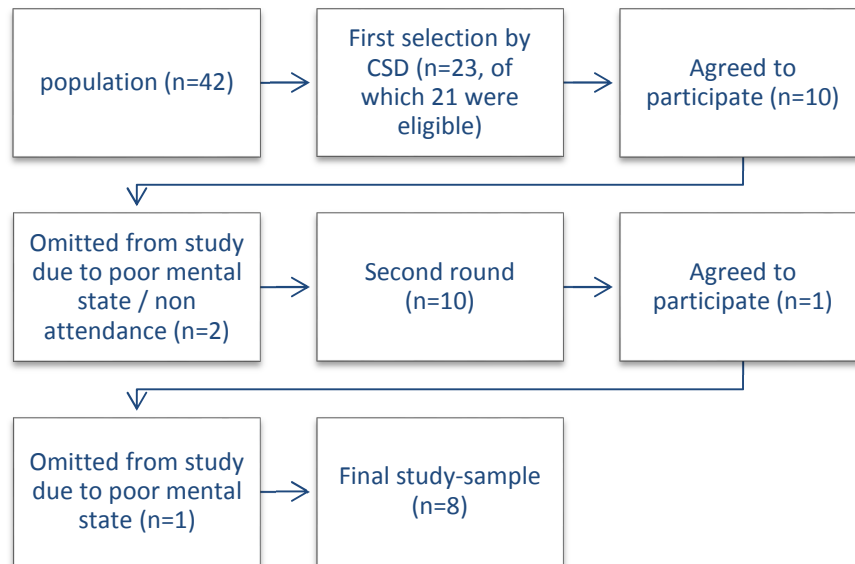 population (n=42)
First selection by
CSD (n=23, of
which 21 were
eligible)
Agreed to
participate (n=10)
Omitted from study
due to poor mental
state / non
attendance (n=2)
Second round
(n=10)
Agreed to
participate (n=1)
Omitted from study
due to poor mental
state (n=1)
Final study-sample
(n=8)